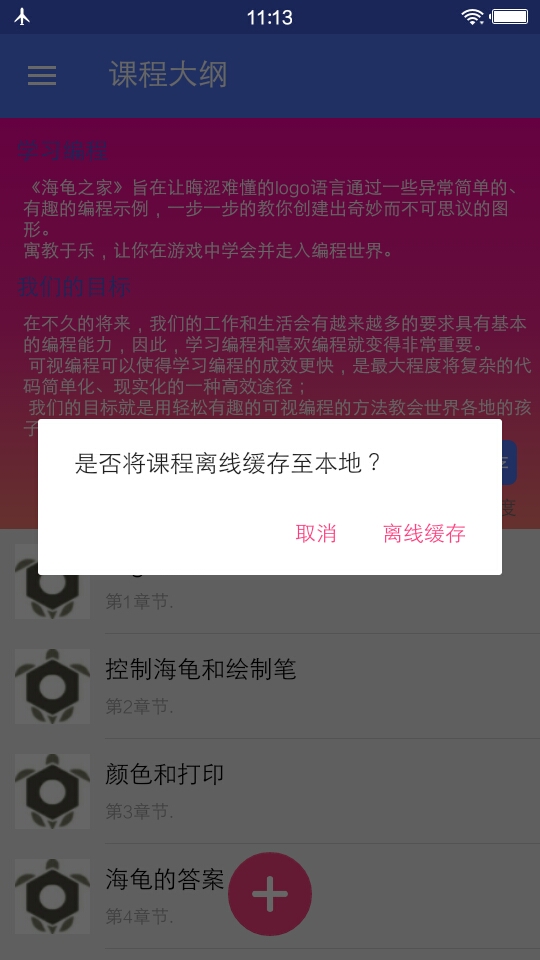 11:13
课程大纲
学习编程
《海龟之家》旨在让晦涩难懂的logo语言通过一些异常简单的、
有趣的编程示例，一步一步的教你创建出奇妙而不可思议的图
形。
寓教于乐，让你在游戏中学会并走入编程世界。
我们的目标
在不久的将来，我们的工作和生活会有越来越多的要求具有基本
的编程能力，因此，学习编程和喜欢编程就变得非常重要。
可视编程可以使得学习编程的成效更快，是最大程度将复杂的代
码简单化、现实化的一种高效途径；
我们的目标就是用轻松有趣的可视编程的方法教会世界各地的孩
子
度
是否将课程离线缓存至本地？
取消 离线缓存
第1章节.
控制海龟和绘制笔
第2章节.
颜色和打印
第3章节.
海龟的答案
第4章节.